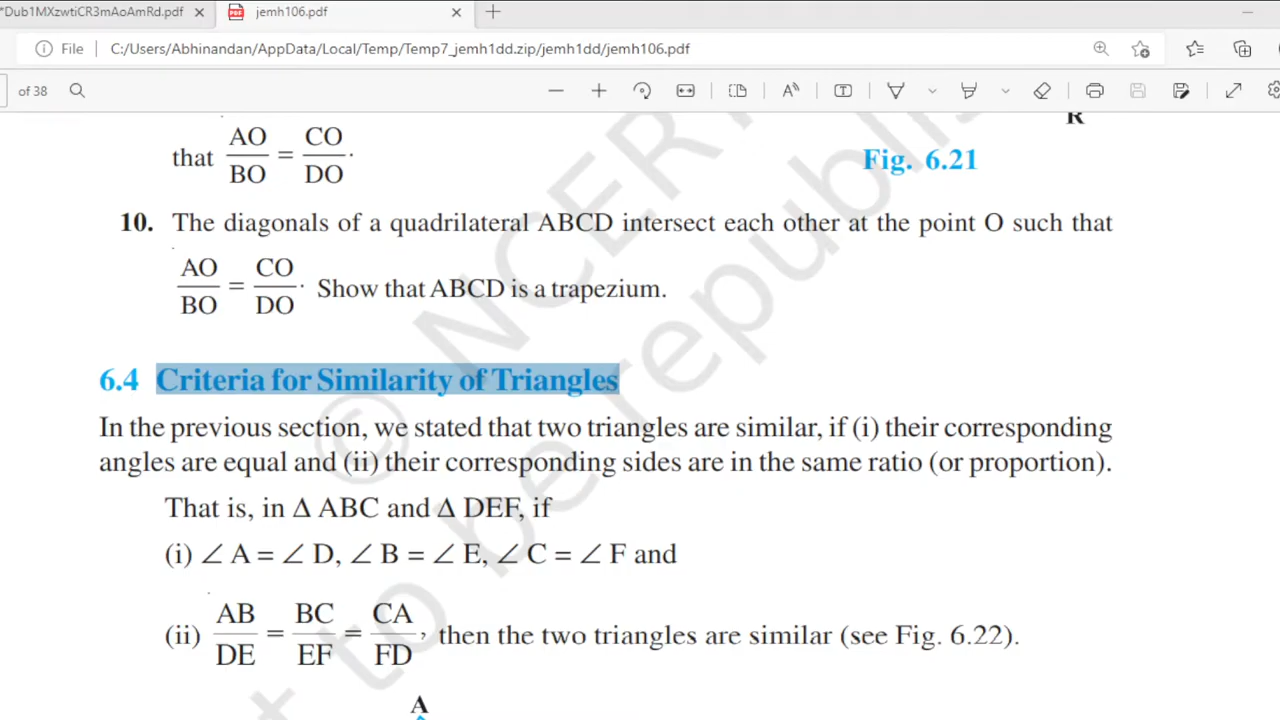 *Dub1MXzwtiCR3mAoAmRd.pdf
jemh106.pdf
File
C:/Users/Abhinandan/AppData/Local/Temp/Temp7_jemh1dd.zip/jemh1dd/jemh106.pdf
of 38
R
that AO/BO = CO/DO.
Fig. 6.21
10. The diagonals of a quadrilateral ABCD intersect each other at the point O such that
AO/BO = CO/DO. Show that ABCD is a trapezium.
6.4 Criteria for Similarity of Triangles
In the previous section, we stated that two triangles are similar, if (i) their corresponding
angles are equal and (ii) their corresponding sides are in the same ratio (or proportion).
That is, in Δ ABC and Δ DEF, if
(i) ∠ A = ∠ D, ∠ B = ∠ E, ∠ C = ∠ F and
(ii) AB/DE = BC/EF = CA/FD, then the two triangles are similar (see Fig. 6.22).
A
© NCERT
to be republis